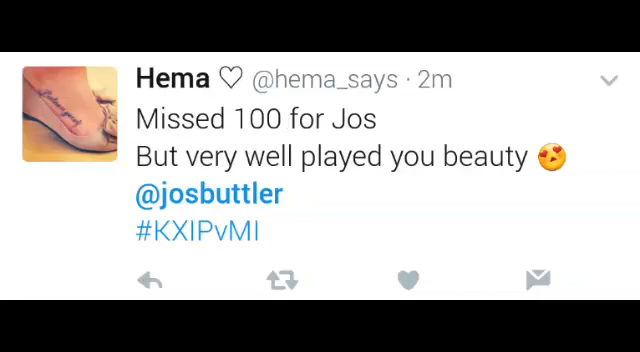 Hema ♡ @hema_says · 2m
Missed 100 for Jos
But very well played you beauty 😍
@josbuttler
#KXIPvMI